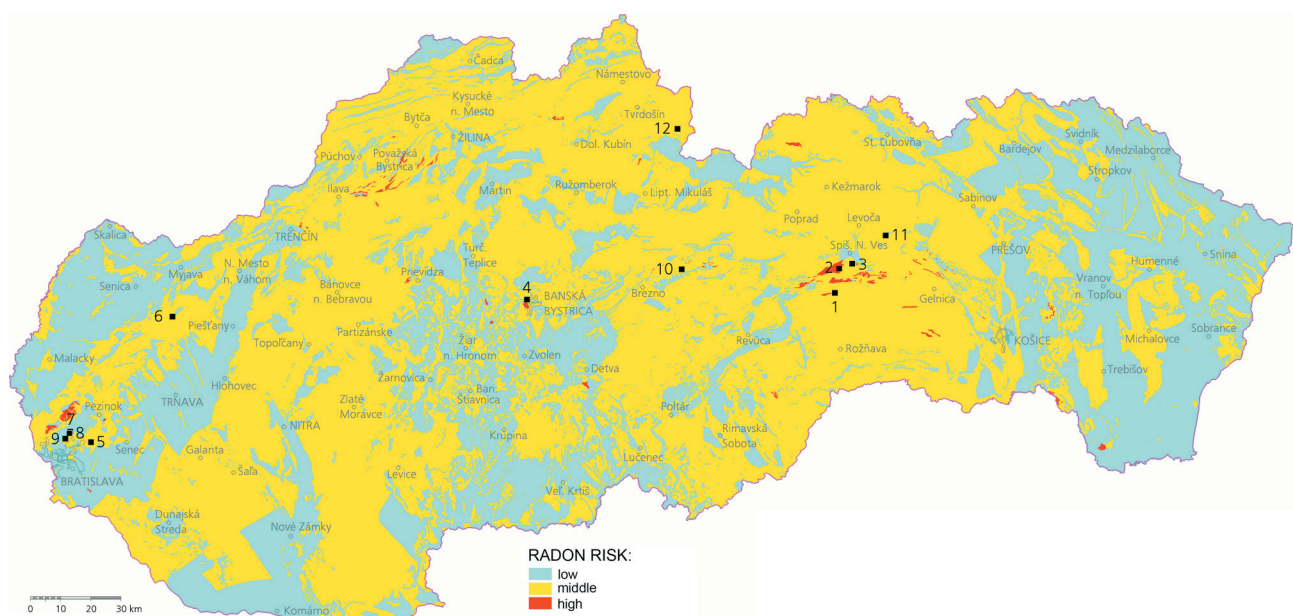 Čadca
Námestovo
Kysucké
n. Mesto
Tvrdošín
Bytča
12
Svidník
ŽILINA
Dol. Kubín
St. Ľubovňa
Bardejov
Medzilaborce
Púchov
Považská
Bystrica
Stropkov
Ilava
Martin
Ružomberok
Lipt. Mikuláš
Kežmarok
Sabinov
Poprad
Levoča
Skalica
TRENČÍN
11
Turč.
Teplice
Spiš. N. Ves
PREŠOV
Snina
Myjava
N. Mesto
n. Váhom
Prievidza
10
2
3
Humenné
Senica
Bánovce
n. Bebravou
4
BANSKÁ
BYSTRICA
Brezno
1
Gelnica
Vranov
n. Topľou
6
Piešťany
Partizánske
Topoľčany
Žiar
n. Hronom
Zvolen
Revúca
Rožňava
KOŠICE
Michalovce
Sobrance
Malacky
Hlohovec
Žarnovica
Detva
Trebišov
TRNAVA
Ban.
Štiavnica
Pezinok
Zlaté
Moravce
Poltár
7
9
8
5
Senec
NITRA
Krupina
Rimavská
Sobota
Galanta
Lučenec
BRATISLAVA
Šaľa
Levice
Veľ. Krtíš
Dunajská
Streda
Nové Zámky
RADON RISK:
low
middle
high
0
10
20
30 km
Komárno